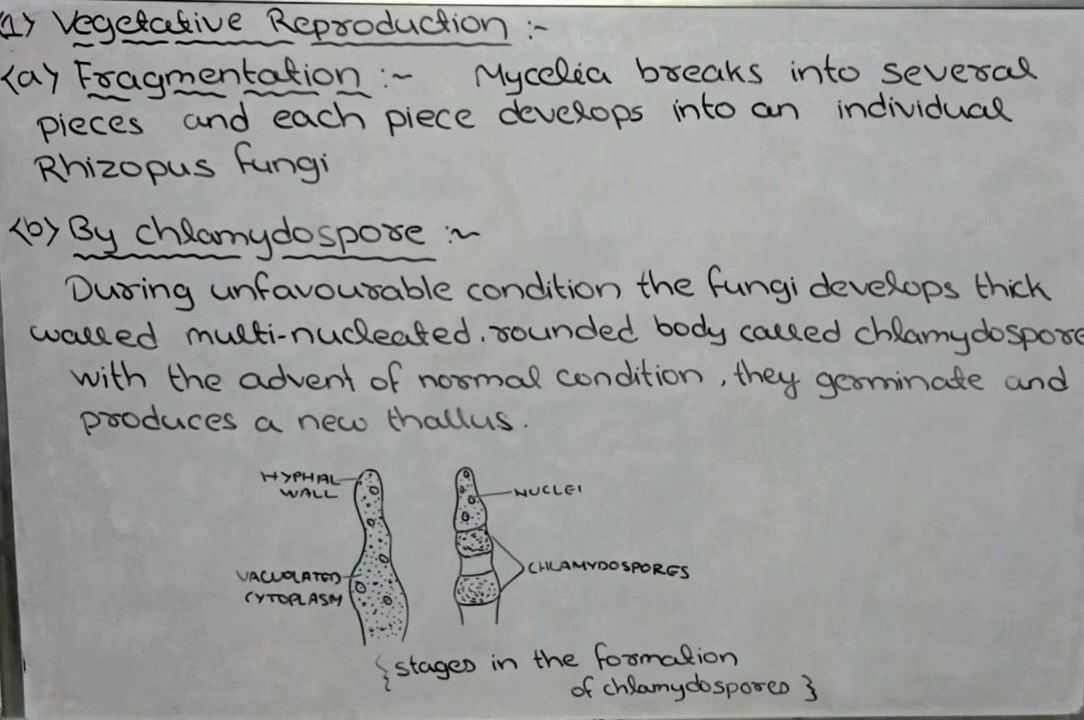 (1) Vegetative Reproduction :-
(a) Fragmentation :- Mycelia breaks into several
pieces and each piece develops into an individual
Rhizopus fungi
(b) By chlamydospore :-
During unfavourable condition the fungi develops thick
walled multi-nucleated, rounded body called chlamydospore
with the advent of normal condition, they germinate and
produces a new thallus.
HYPHAL
WALL
NUCLEI
VACUOLATED
CYTOPLASM
CHLAMYDOSPORES
{stages in the formation
of chlamydospores}